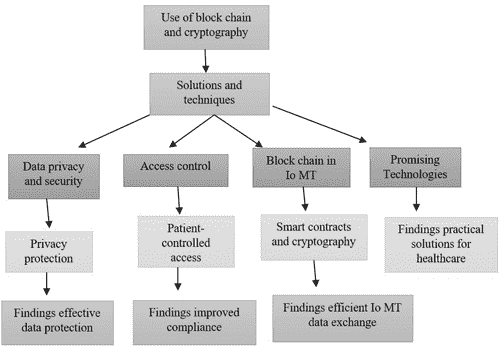 Use of block chain
and cryptography
Solutions and
techniques
Data privacy
and security
Access control
Block chain in
Io MT
Promising
Technologies
Privacy
protection
Patient-
controlled
access
Smart contracts
and cryptography
Findings practical
solutions for
healthcare
Findings effective
data protection
Findings improved
compliance
Findings efficient Io MT
data exchange